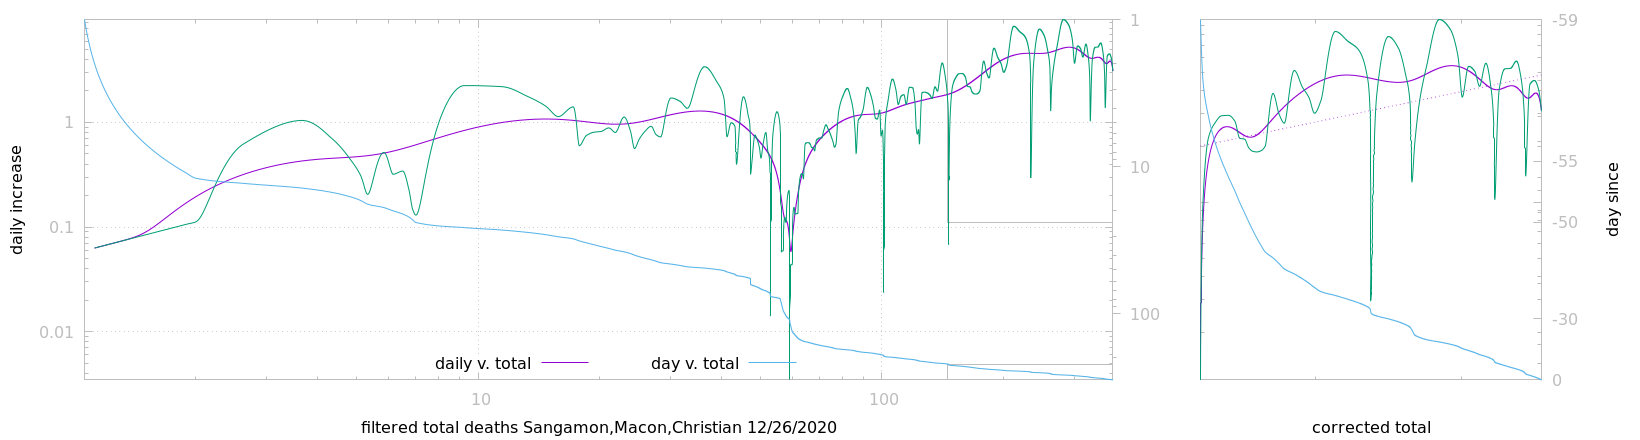 1
0.1
0.01
daily increase
10
100
1
10
100
daily v. total
day v. total
filtered total deaths Sangamon,Macon,Christian 12/26/2020
-59
-55
-50
-30
0
day since
corrected total